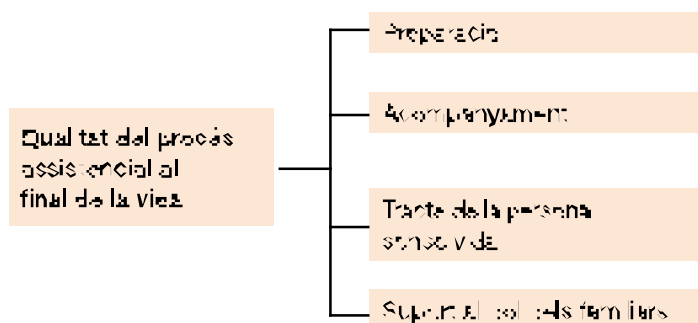 Qualitat del procés
assistencial al
final de la vida
Preparació
Acompanyament
Tracte de la persona
sense vida
Suport al dol dels familiars